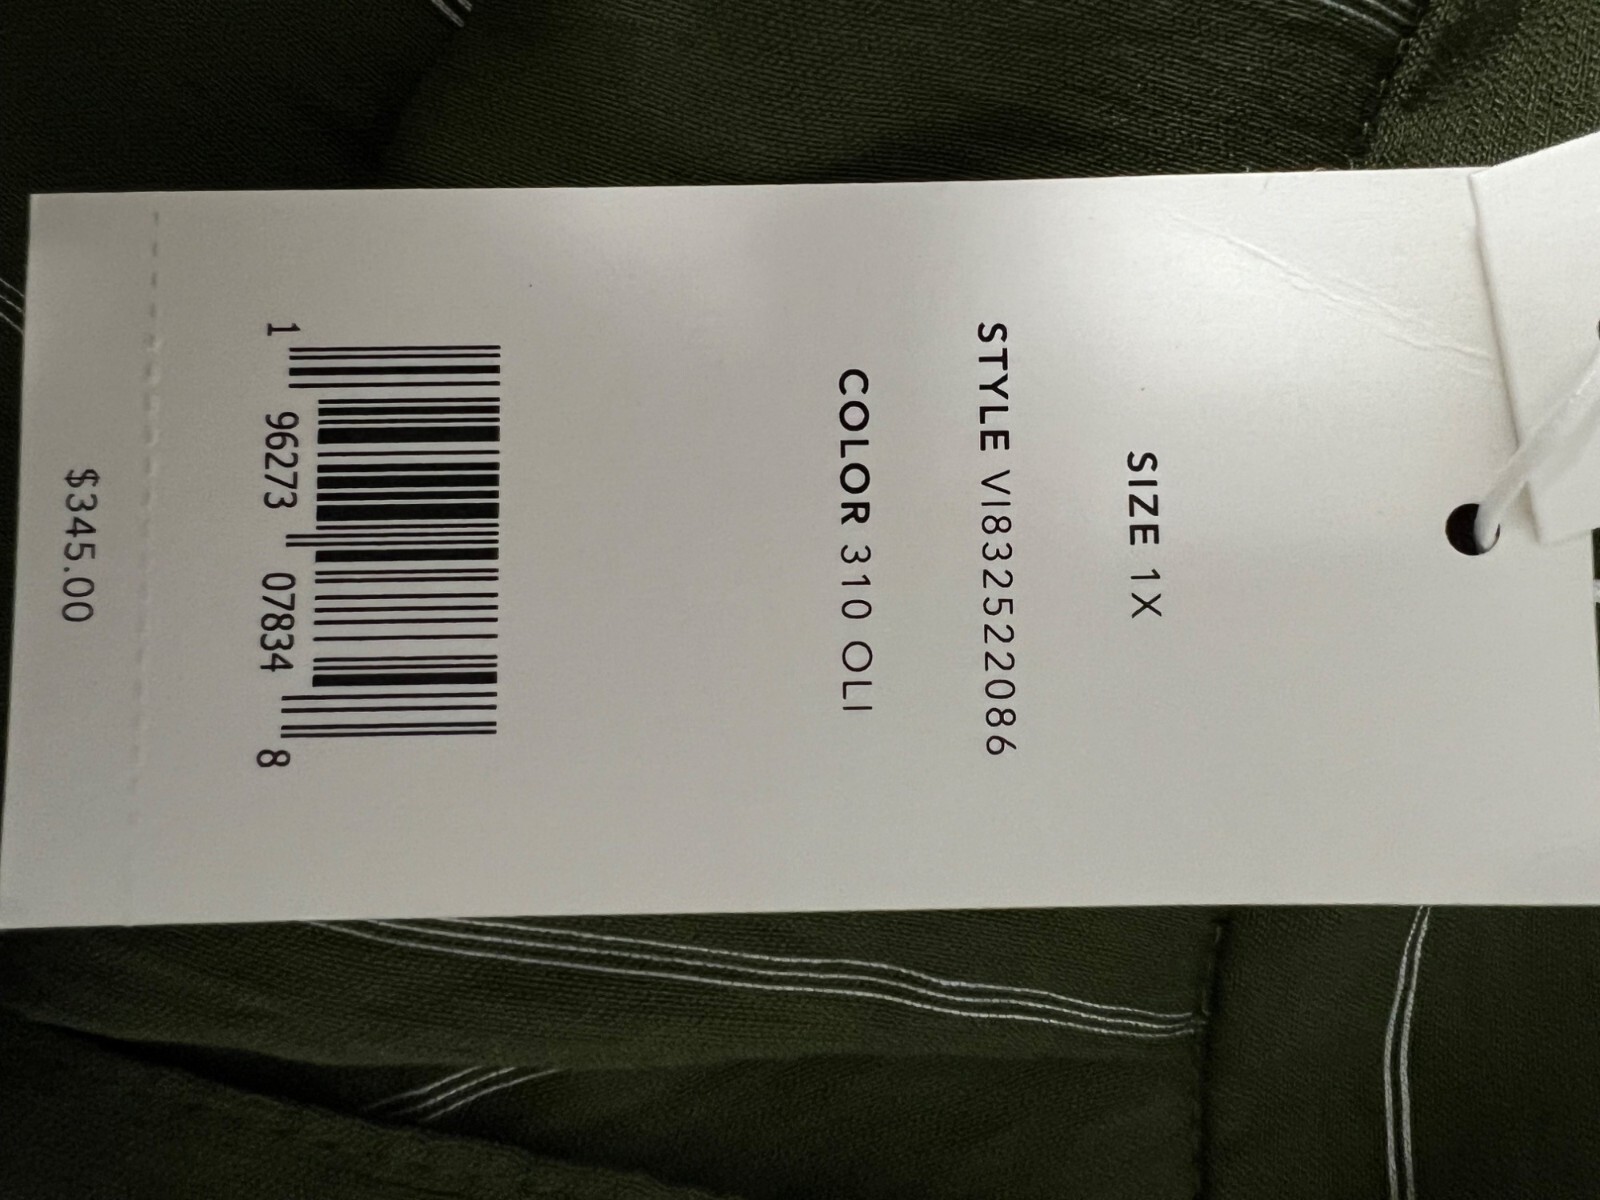 SIZE 1X
STYLE VI832522086
COLOR 310 OLI
1 96273 07834 8
$345.00